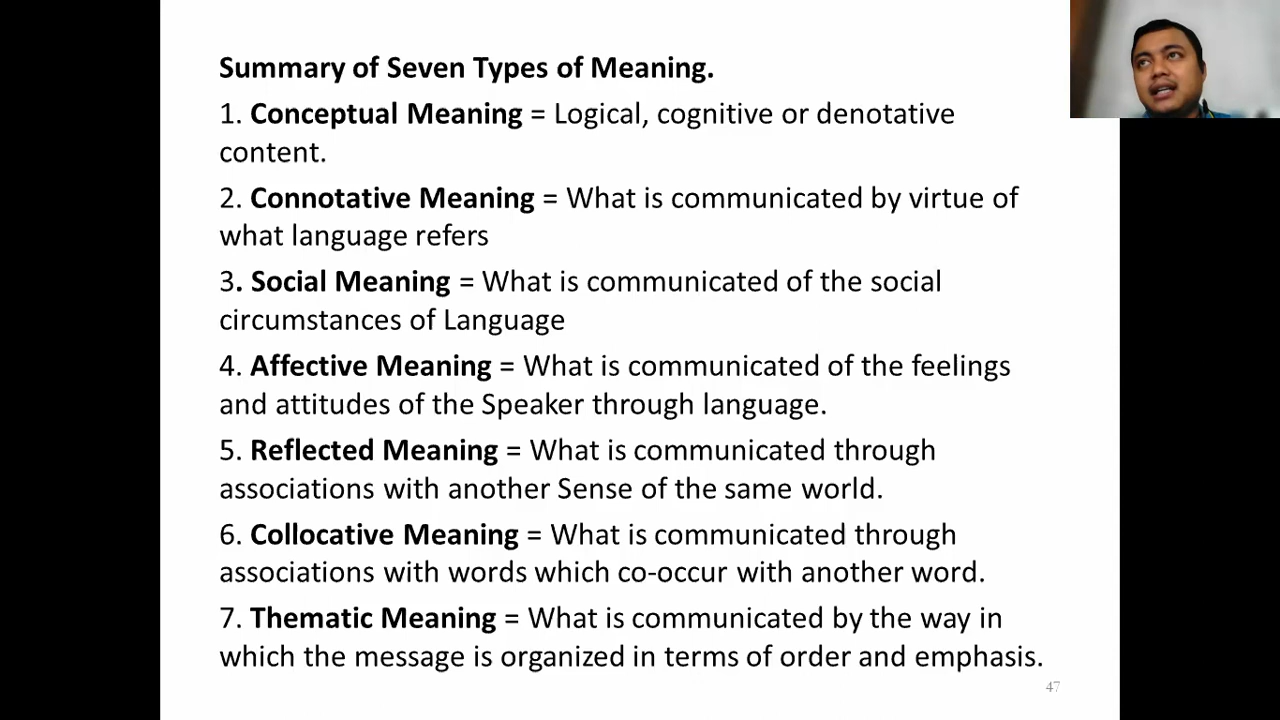 Summary of Seven Types of Meaning.
1. Conceptual Meaning = Logical, cognitive or denotative
content.
2. Connotative Meaning = What is communicated by virtue of
what language refers
3. Social Meaning = What is communicated of the social
circumstances of Language
4. Affective Meaning = What is communicated of the feelings
and attitudes of the Speaker through language.
5. Reflected Meaning = What is communicated through
associations with another Sense of the same world.
6. Collocative Meaning = What is communicated through
associations with words which co-occur with another word.
7. Thematic Meaning = What is communicated by the way in
which the message is organized in terms of order and emphasis.
47